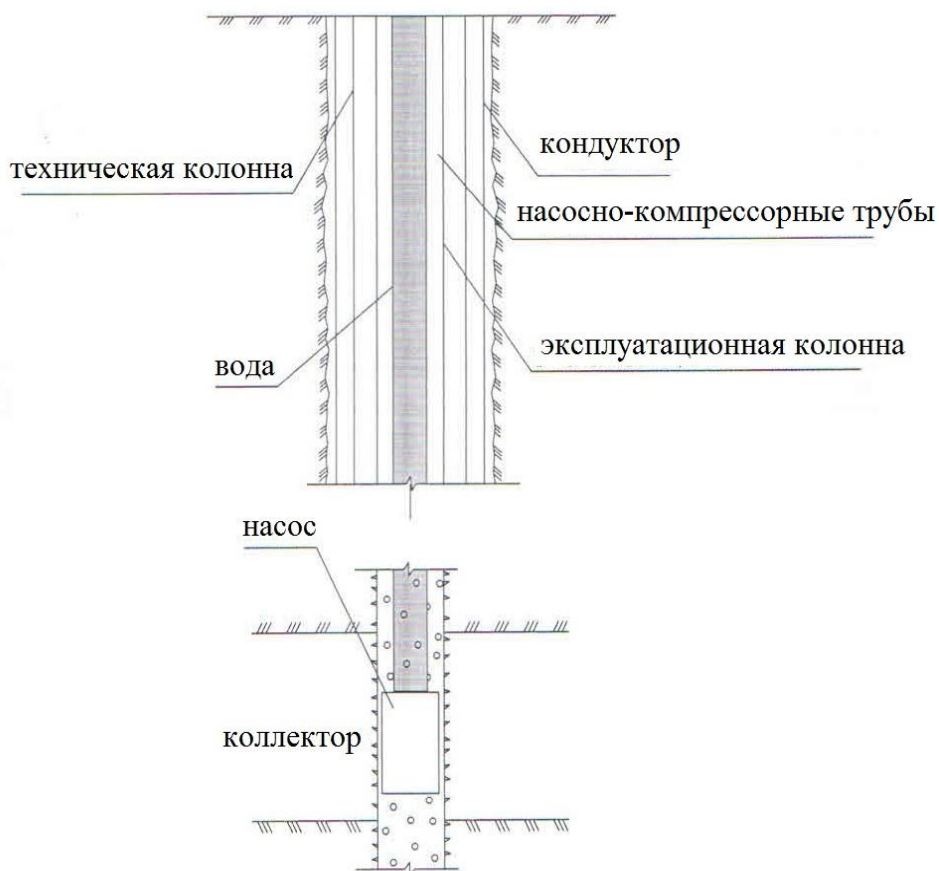 кондуктор
техническая колонна
насосно-компрессорные трубы
эксплуатационная колонна
вода
насос
коллектор